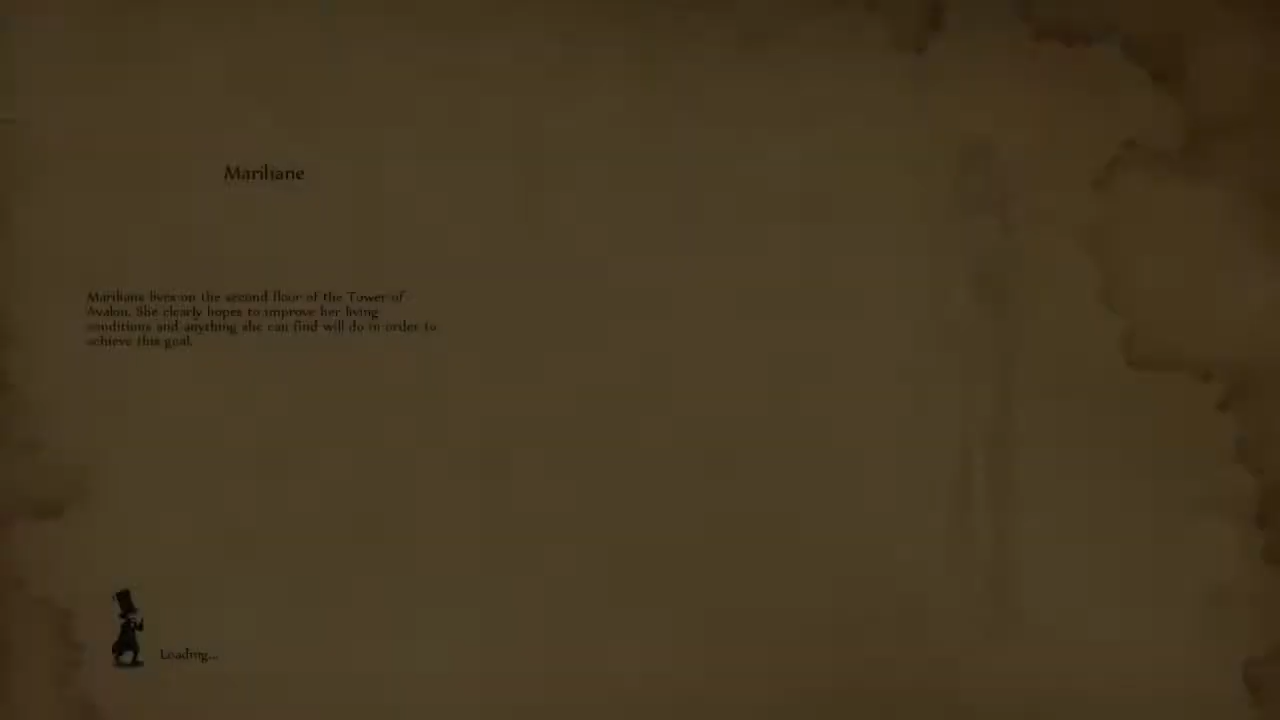 Mariliane
Mariliane lives on the second floor of the Tower of
Avalon. She clearly hopes to improve her living
conditions and anything she can find will do in order to
achieve this goal.
Loading...